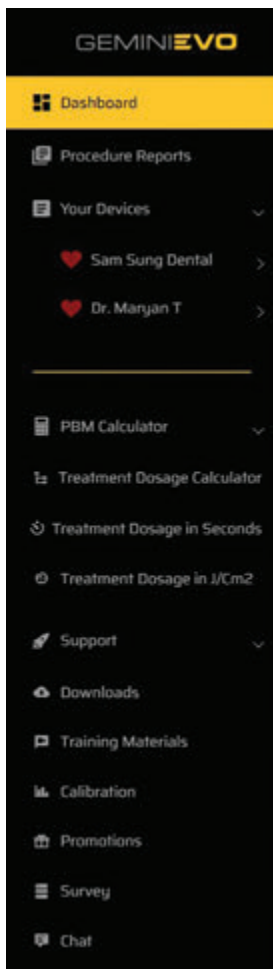 GEMINIEVO
Dashboard
Procedure Reports
Your Devices
Sam Sung Dental
Dr. Maryan T
PBM Calculator
Treatment Dosage Calculator
Treatment Dosage in Seconds
Treatment Dosage in J/Cm2
Support
Downloads
Training Materials
Calibration
Promotions
Survey
Chat